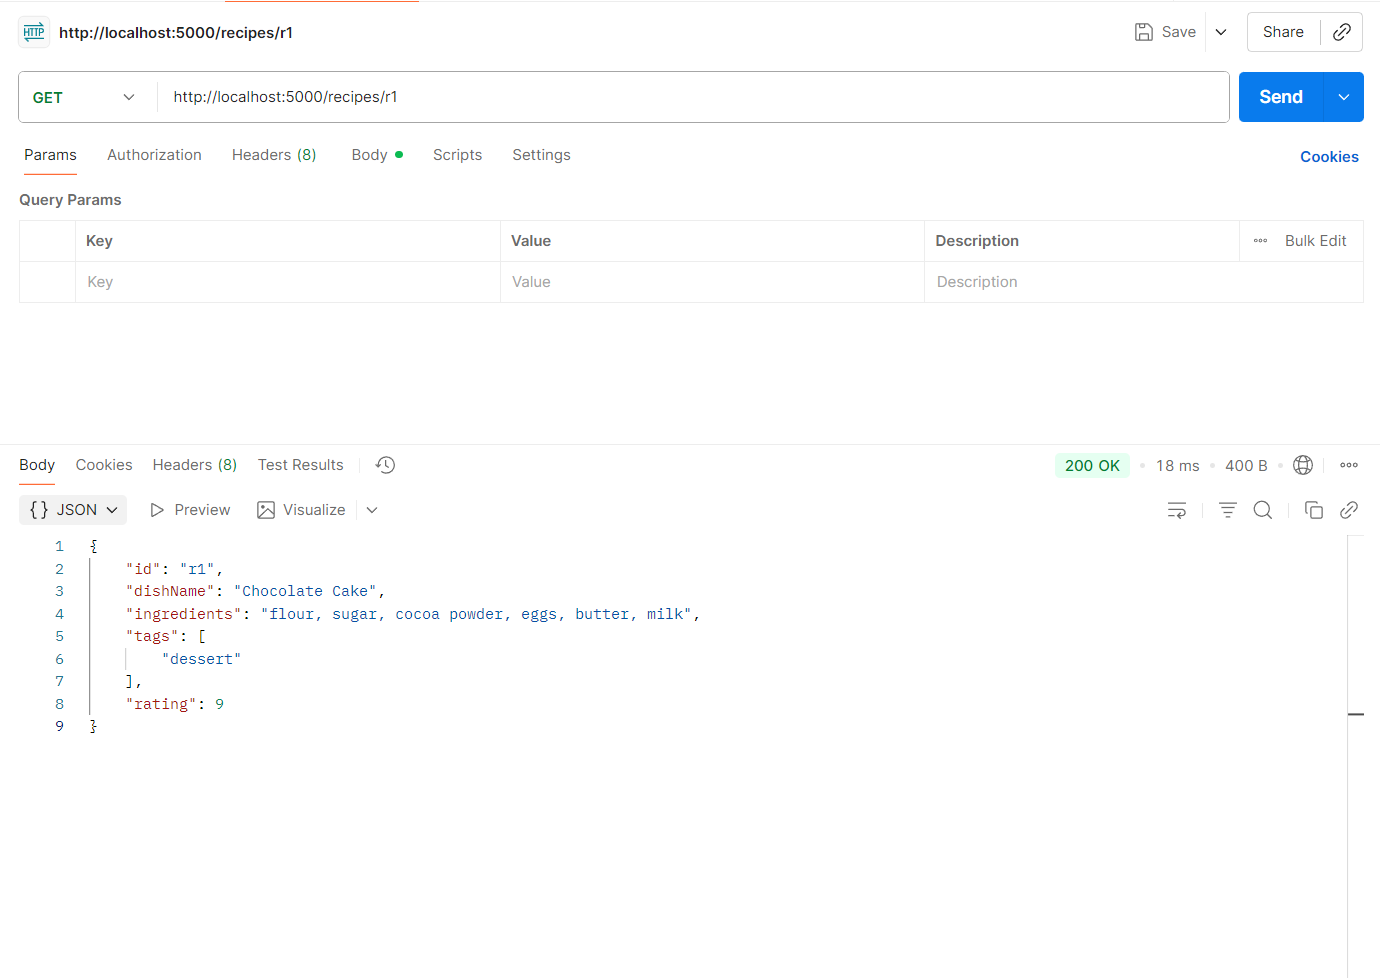 HTTP http://localhost:5000/recipes/r1 Save Share
GET http://localhost:5000/recipes/r1 Send
Params Authorization Headers (8) Body Scripts Settings Cookies
Query Params
Key Value Description Bulk Edit
Key Value Description
Body Cookies Headers (8) Test Results 200 OK 18 ms 400 B
{} JSON Preview Visualize
1 {
2 "id": "r1",
3 "dishName": "Chocolate Cake",
4 "ingredients": "flour, sugar, cocoa powder, eggs, butter, milk",
5 "tags": [
6 "dessert"
7 ],
8 "rating": 9
9 }